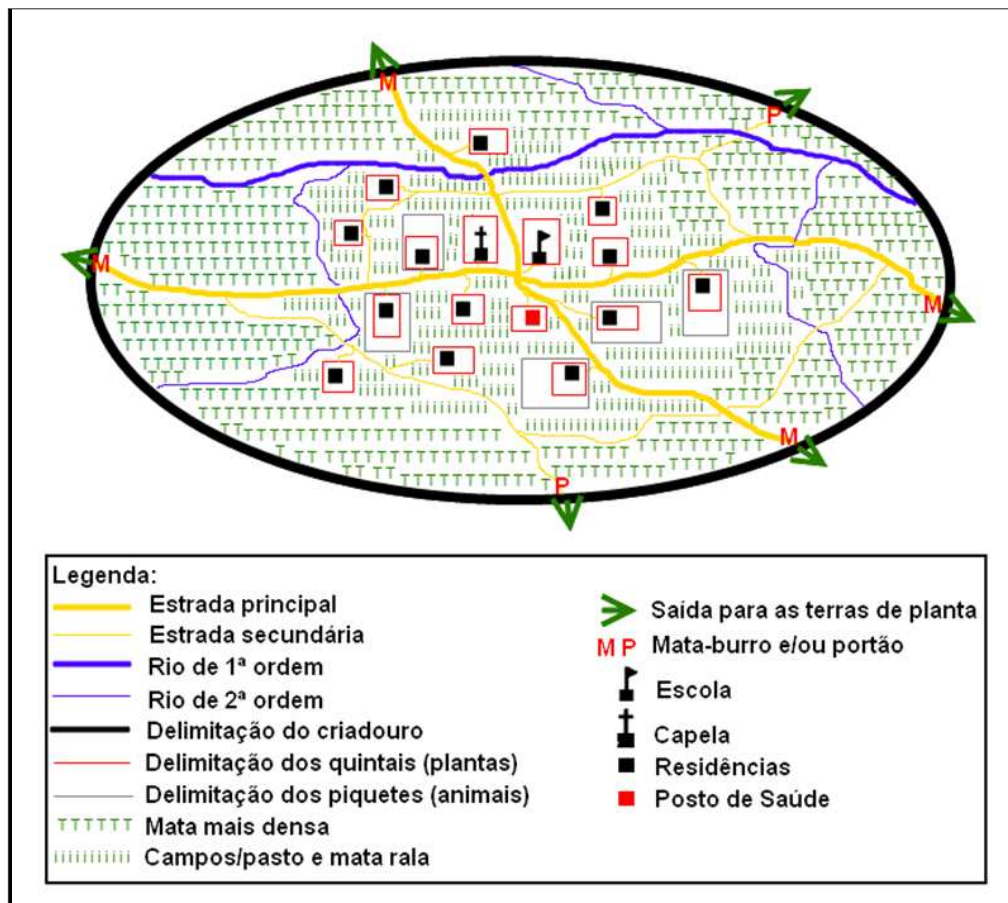 M
P
M
M
M
P
Legenda:
Estrada principal
Estrada secundária
Rio de 1ª ordem
Rio de 2ª ordem
Delimitação do criadouro
Delimitação dos quintais (plantas)
Delimitação dos piquetes (animais)
Mata mais densa
Campos/pasto e mata rala
Saída para as terras de planta
M P Mata-burro e/ou portão
Escola
Capela
Residências
Posto de Saúde